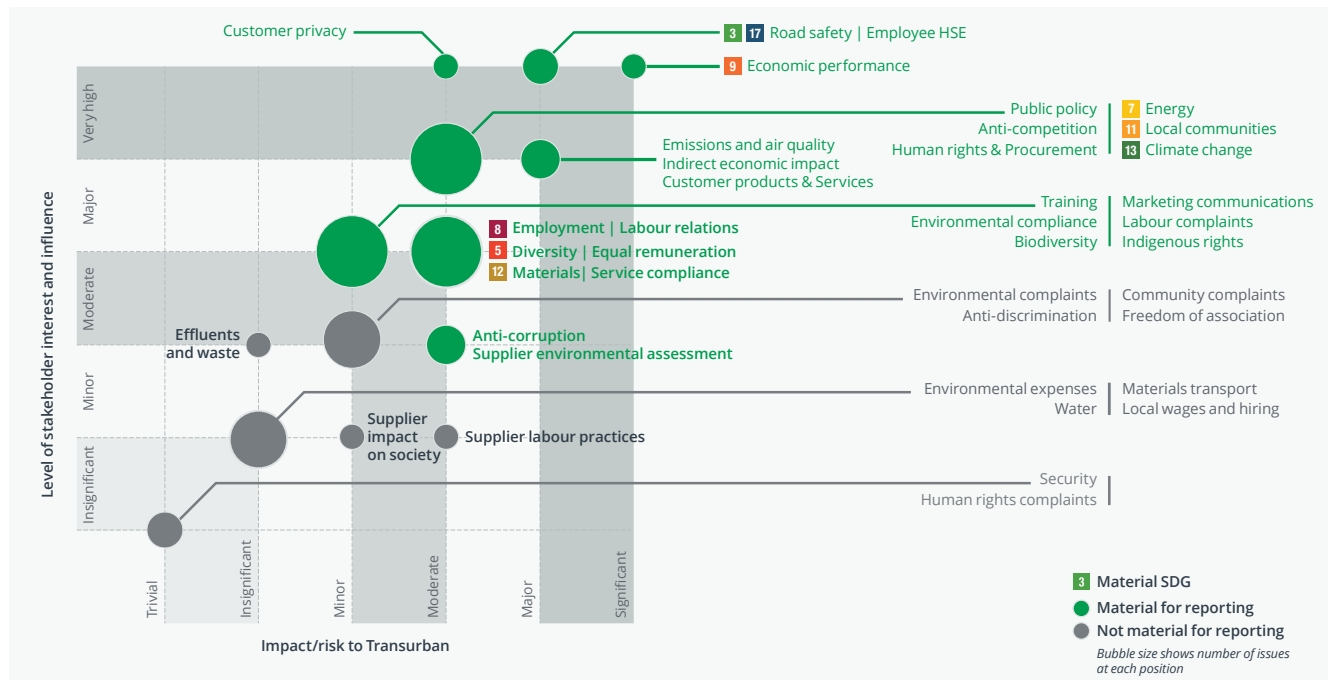 Customer privacy
3 17 Road safety | Employee HSE
9 Economic performance
Very high
Public policy
Anti-competition
Human rights & Procurement
7 Energy
11 Local communities
13 Climate change
Emissions and air quality
Indirect economic impact
Customer products & Services
Major
Training
Environmental compliance
Biodiversity
Marketing communications
Labour complaints
Indigenous rights
8 Employment | Labour relations
5 Diversity | Equal remuneration
12 Materials| Service compliance
Moderate
Environmental complaints
Anti-discrimination
Community complaints
Freedom of association
Effluents
and waste
Anti-corruption
Supplier environmental assessment
Minor
Environmental expenses
Water
Materials transport
Local wages and hiring
Supplier
impact
on society
Supplier labour practices
Insignificant
Security
Human rights complaints
Level of stakeholder interest and influence
Trivial
Insignificant
Minor
Moderate
Major
Significant
Impact/risk to Transurban
3 Material SDG
Material for reporting
Not material for reporting
Bubble size shows number of issues
at each position